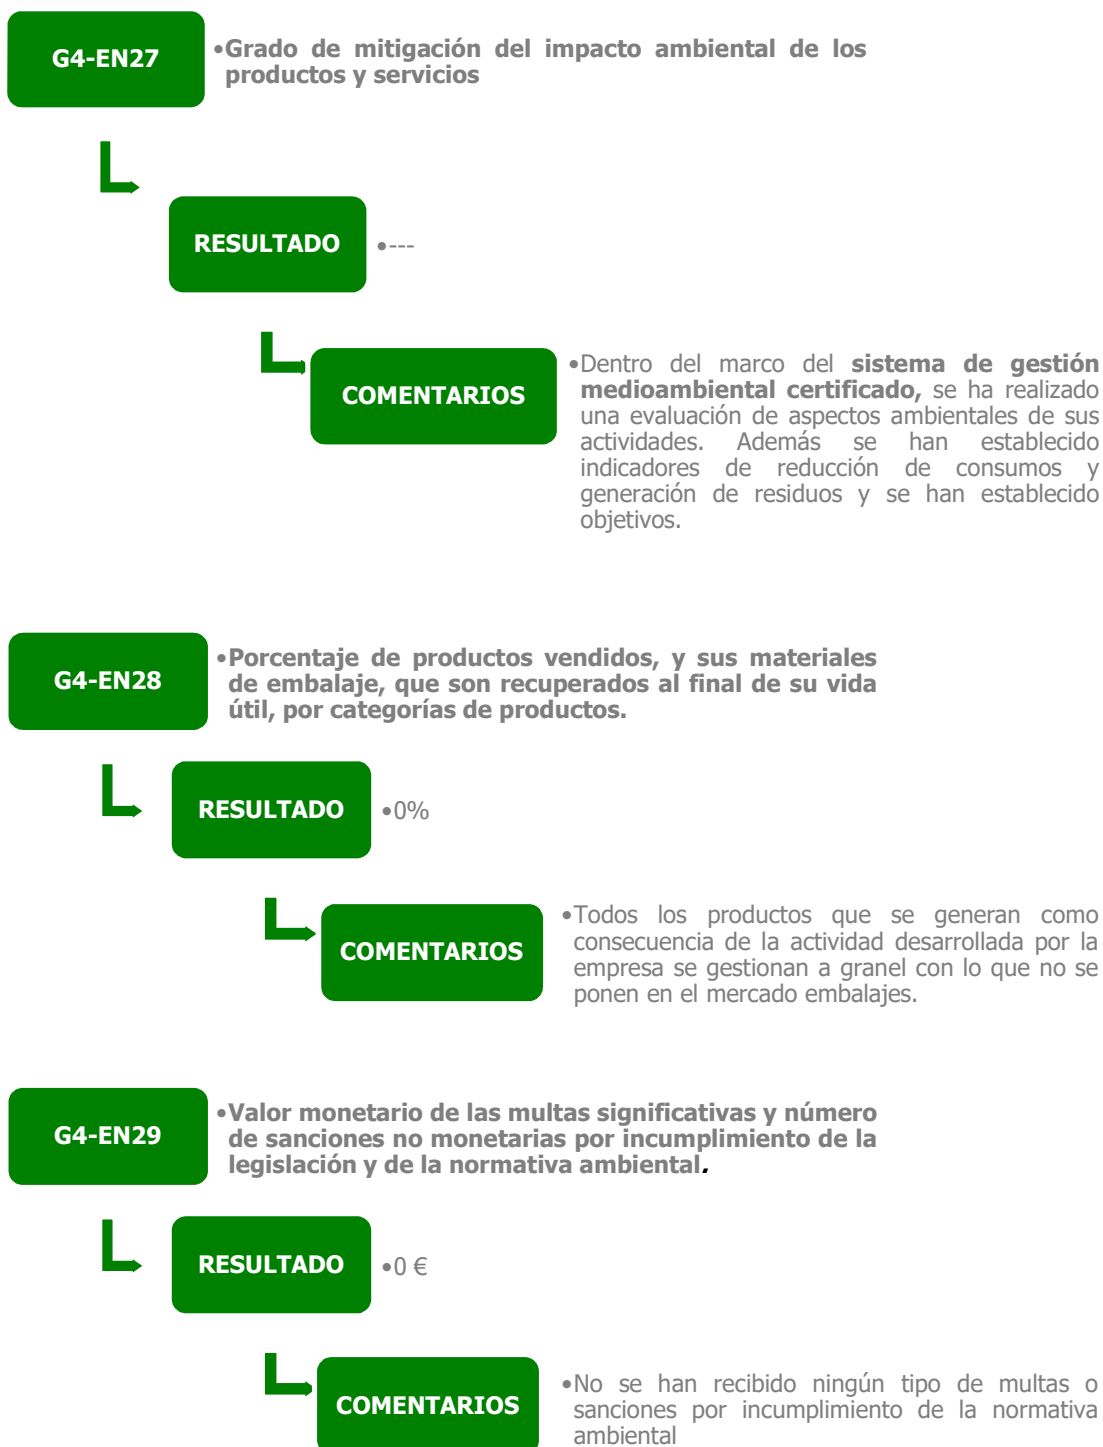 G4-EN27
•Grado de mitigación del impacto ambiental de los
productos y servicios
RESULTADO
•---
COMENTARIOS
•Dentro del marco del sistema de gestión
medioambiental certificado, se ha realizado
una evaluación de aspectos ambientales de sus
actividades. Además se han establecido
indicadores de reducción de consumos y
generación de residuos y se han establecido
objetivos.
G4-EN28
•Porcentaje de productos vendidos, y sus materiales
de embalaje, que son recuperados al final de su vida
útil, por categorías de productos.
RESULTADO
•0%
COMENTARIOS
•Todos los productos que se generan como
consecuencia de la actividad desarrollada por la
empresa se gestionan a granel con lo que no se
ponen en el mercado embalajes.
G4-EN29
•Valor monetario de las multas significativas y número
de sanciones no monetarias por incumplimiento de la
legislación y de la normativa ambiental.
RESULTADO
•0 €
COMENTARIOS
•No se han recibido ningún tipo de multas o
sanciones por incumplimiento de la normativa
ambiental